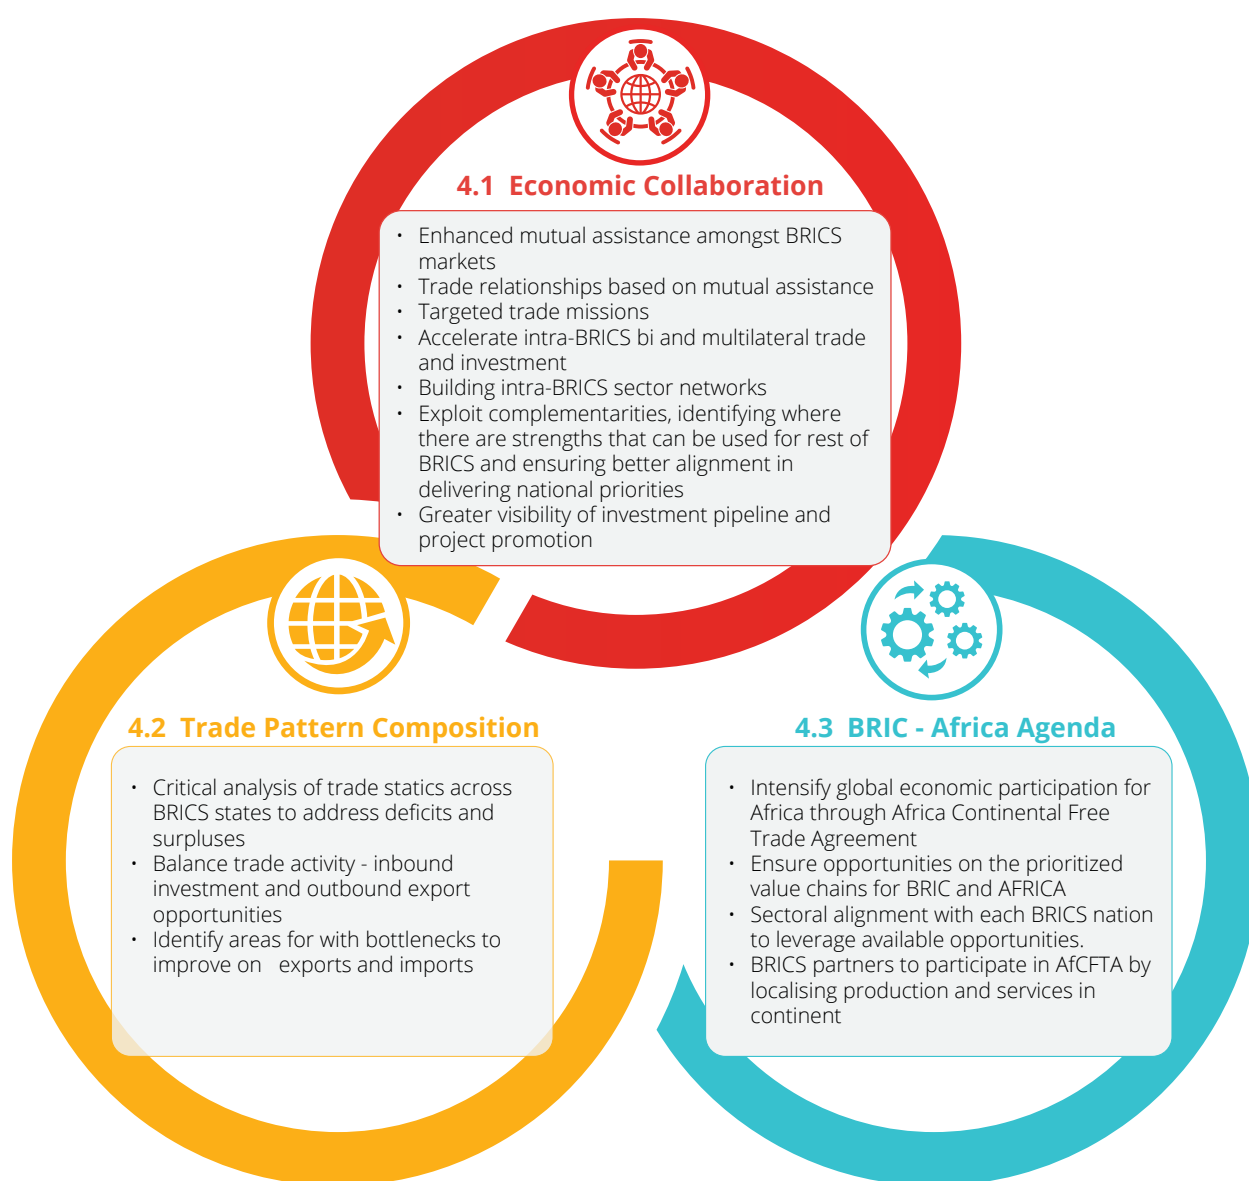 4.1 Economic Collaboration
• Enhanced mutual assistance amongst BRICS
markets
• Trade relationships based on mutual assistance
• Targeted trade missions
• Accelerate intra-BRICS bi and multilateral trade
and investment
• Building intra-BRICS sector networks
• Exploit complementarities, identifying where
there are strengths that can be used for rest of
BRICS and ensuring better alignment in
delivering national priorities
• Greater visibility of investment pipeline and
project promotion
4.2 Trade Pattern Composition
• Critical analysis of trade statics across
BRICS states to address deficits and
surpluses
• Balance trade activity - inbound
investment and outbound export
opportunities
• Identify areas for with bottlenecks to
improve on   exports and imports
4.3 BRIC - Africa Agenda
• Intensify global economic participation for
Africa through Africa Continental Free
Trade Agreement
• Ensure opportunities on the prioritized
value chains for BRIC and AFRICA
• Sectoral alignment with each BRICS nation
to leverage available opportunities.
• BRICS partners to participate in AfCFTA by
localising production and services in
continent